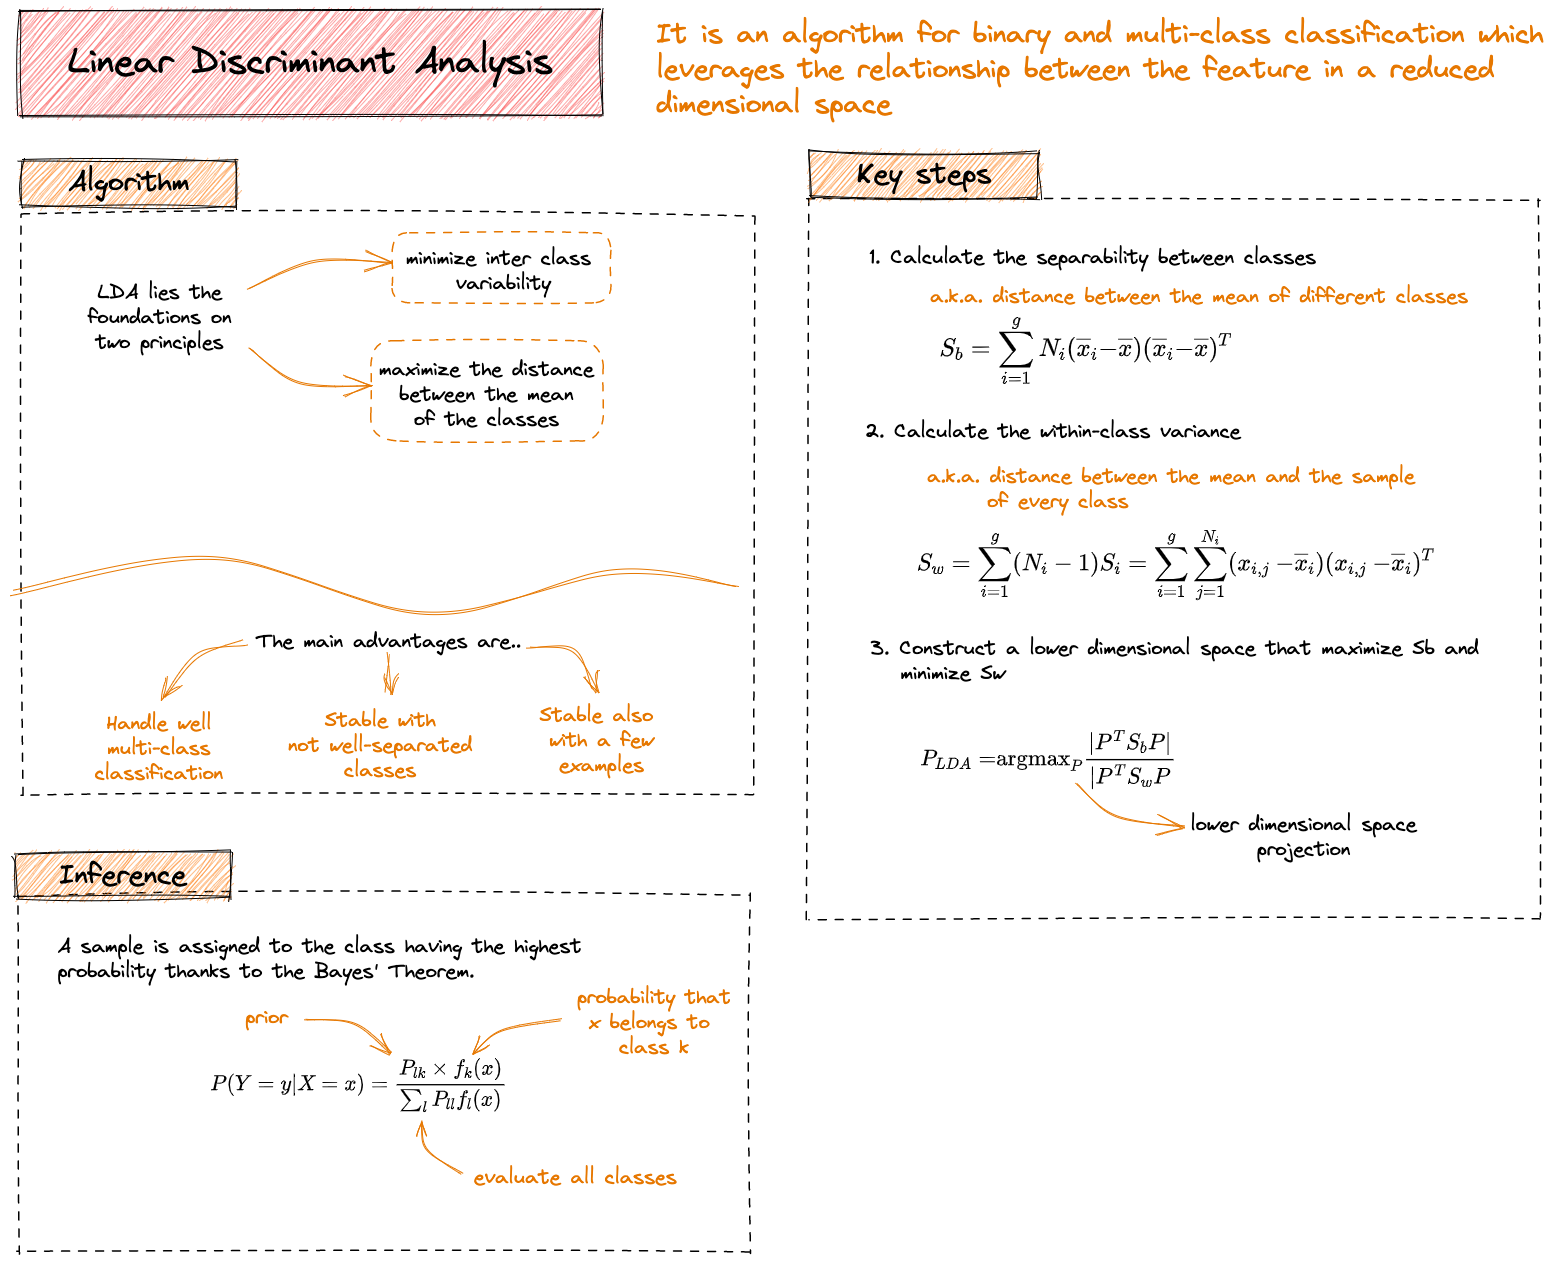 Linear Discriminant Analysis
It is an algorithm for binary and multi-class classification which
leverages the relationship between the feature in a reduced
dimensional space
Algorithm
LDA lies the
foundations on
two principles
minimize inter class
variability
maximize the distance
between the mean
of the classes
The main advantages are..
Handle well
multi-class
classification
Stable with
not well-separated
classes
Stable also
with a few
examples
Key steps
1. Calculate the separability between classes
a.k.a. distance between the mean of different classes
S_b = \sum_{i=1}^{g} N_i(\overline{x}_i - \overline{x})(\overline{x}_i - \overline{x})^T
2. Calculate the within-class variance
a.k.a. distance between the mean and the sample
of every class
S_w = \sum_{i=1}^{g} (N_i - 1)S_i = \sum_{i=1}^{g} \sum_{j=1}^{N_i} (x_{i,j} - \overline{x}_i)(x_{i,j} - \overline{x}_i)^T
3. Construct a lower dimensional space that maximize Sb and
minimize Sw
P_{LDA} = argmax_P \frac{|P^T S_b P|}{|P^T S_w P}
lower dimensional space
projection
Inference
A sample is assigned to the class having the highest
probability thanks to the Bayes' Theorem.
prior
probability that
x belongs to
class k
P(Y = y|X = x) = \frac{P_{lk} \times f_k(x)}{\sum_l P_{ll} f_l(x)}
evaluate all classes